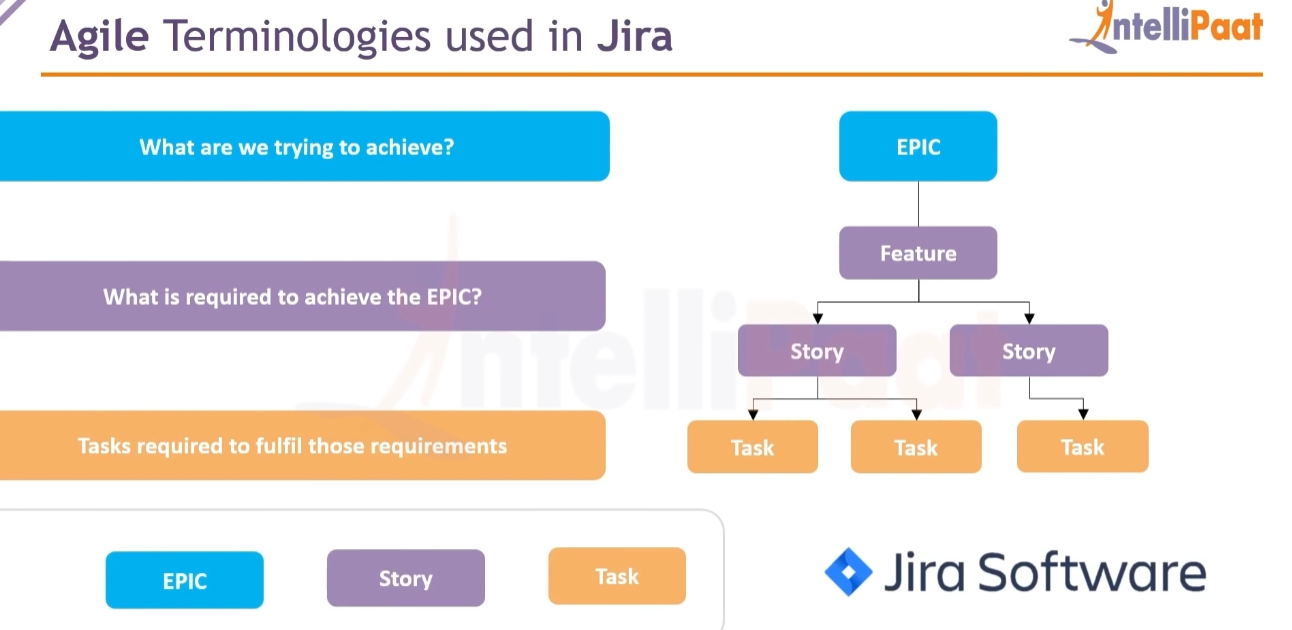 Agile Terminologies used in Jira
IntelliPaat
What are we trying to achieve?
EPIC
Feature
What is required to achieve the EPIC?
Story
Story
IntelliPaat
Tasks required to fulfil those requirements
Task
Task
Task
EPIC
Story
Task
Jira Software